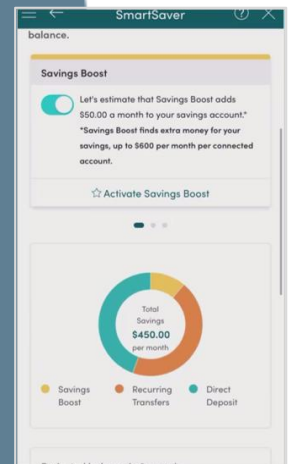 SmartSaver
balance.
Savings Boost
Let's estimate that Savings Boost adds
$50.00 a month to your savings account.*
*Savings Boost finds extra money for your
savings, up to $600 per month per connected
account.
☆ Activate Savings Boost
Total
Savings
$450.00
per month
Savings
Boost
Recurring
Transfers
Direct
Deposit